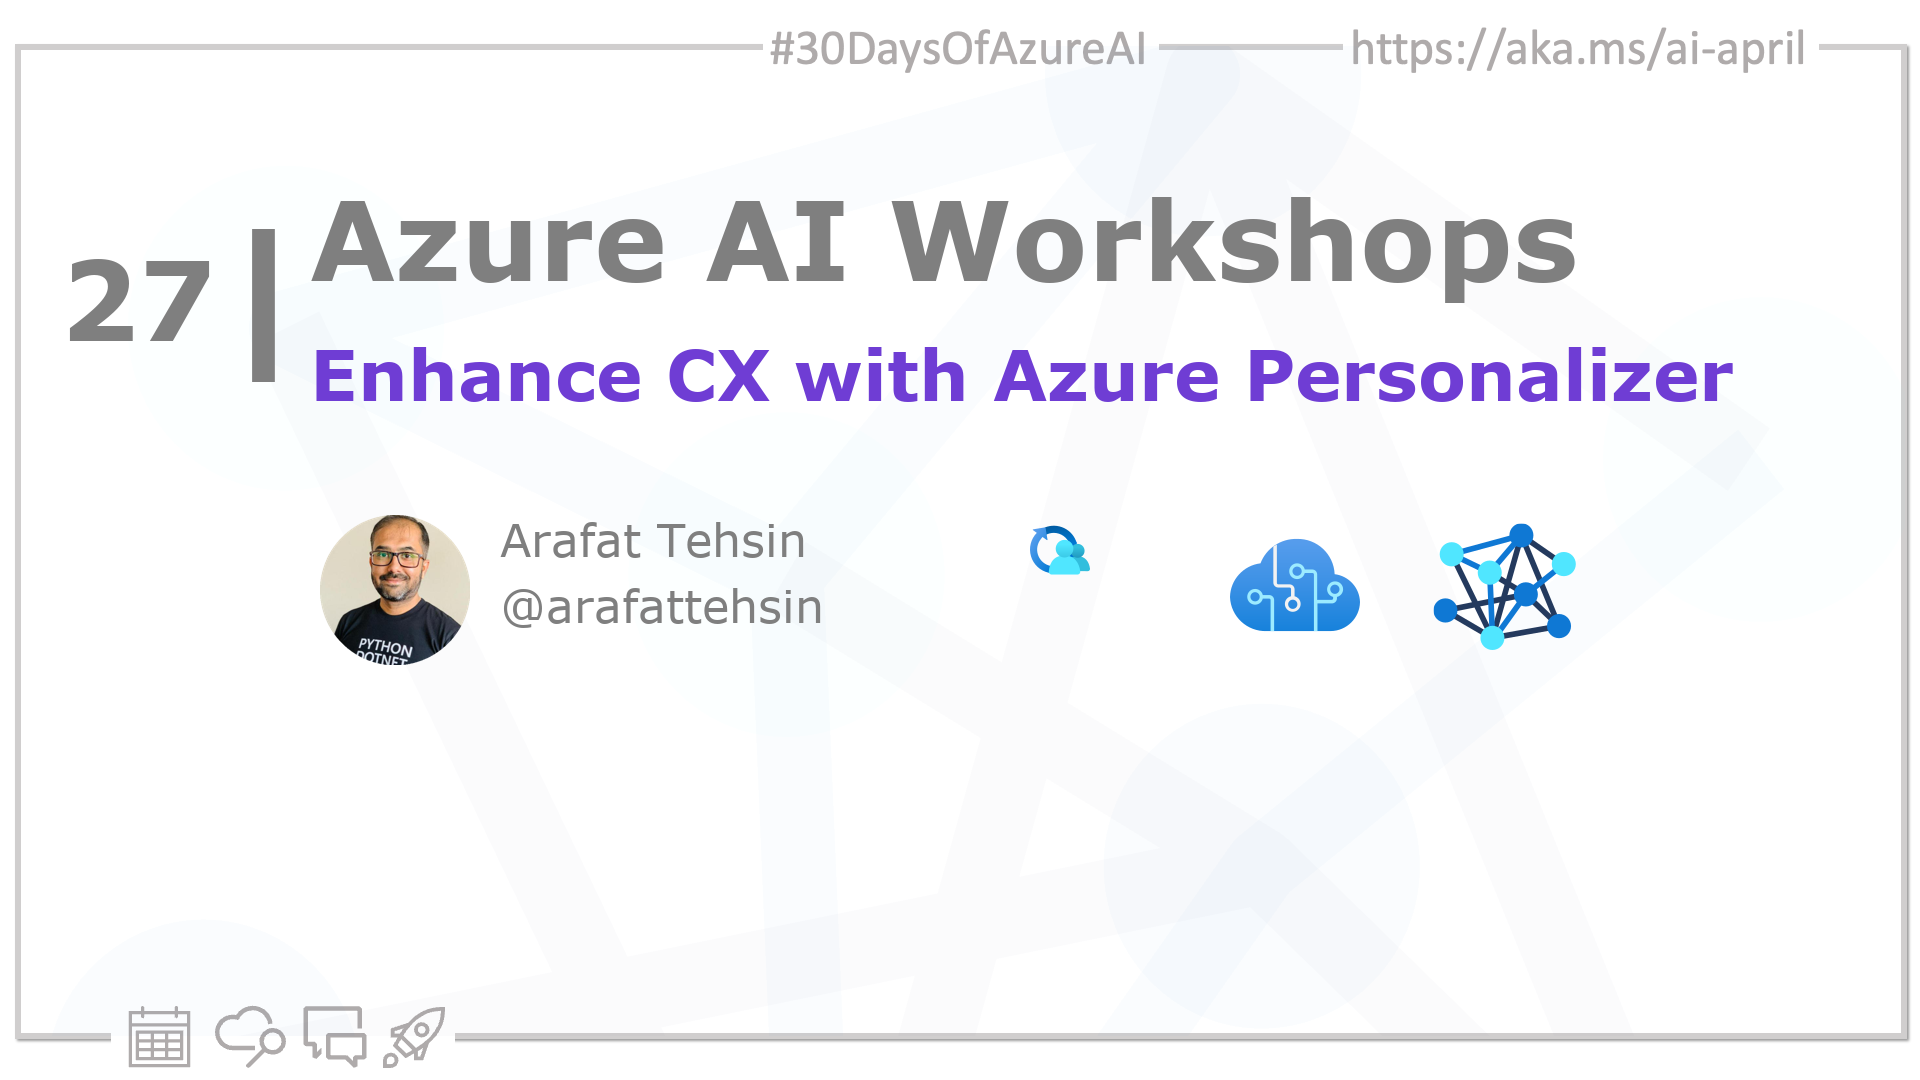 #30DaysOfAzureAI
https://aka.ms/ai-april
27
Azure AI Workshops
Enhance CX with Azure Personalizer
Arafat Tehsin
@arafattehsin
PYTHON
DOTNET